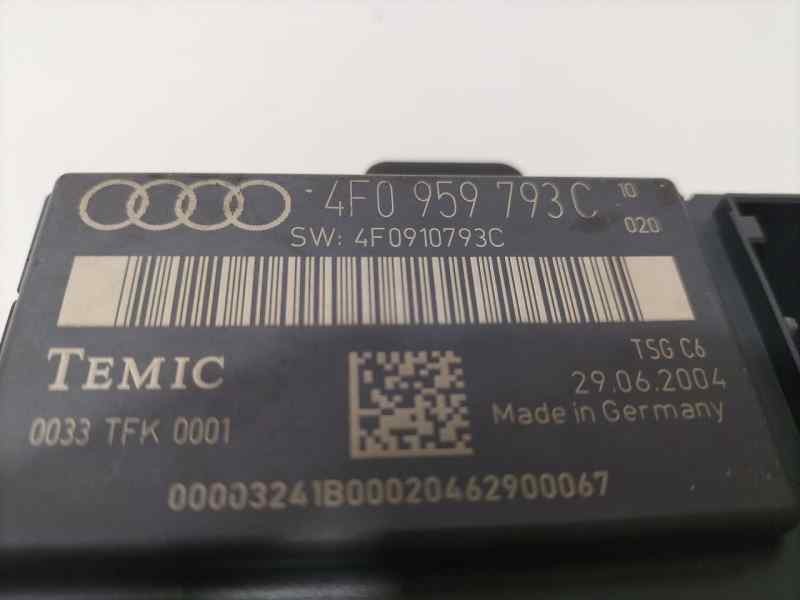 4F0 959 793C 10
020
SW: 4F0910793C
TSG C6
TEMIC
29.06.2004
Made in Germany
0033 TFK 0001
00003241B00020462900067